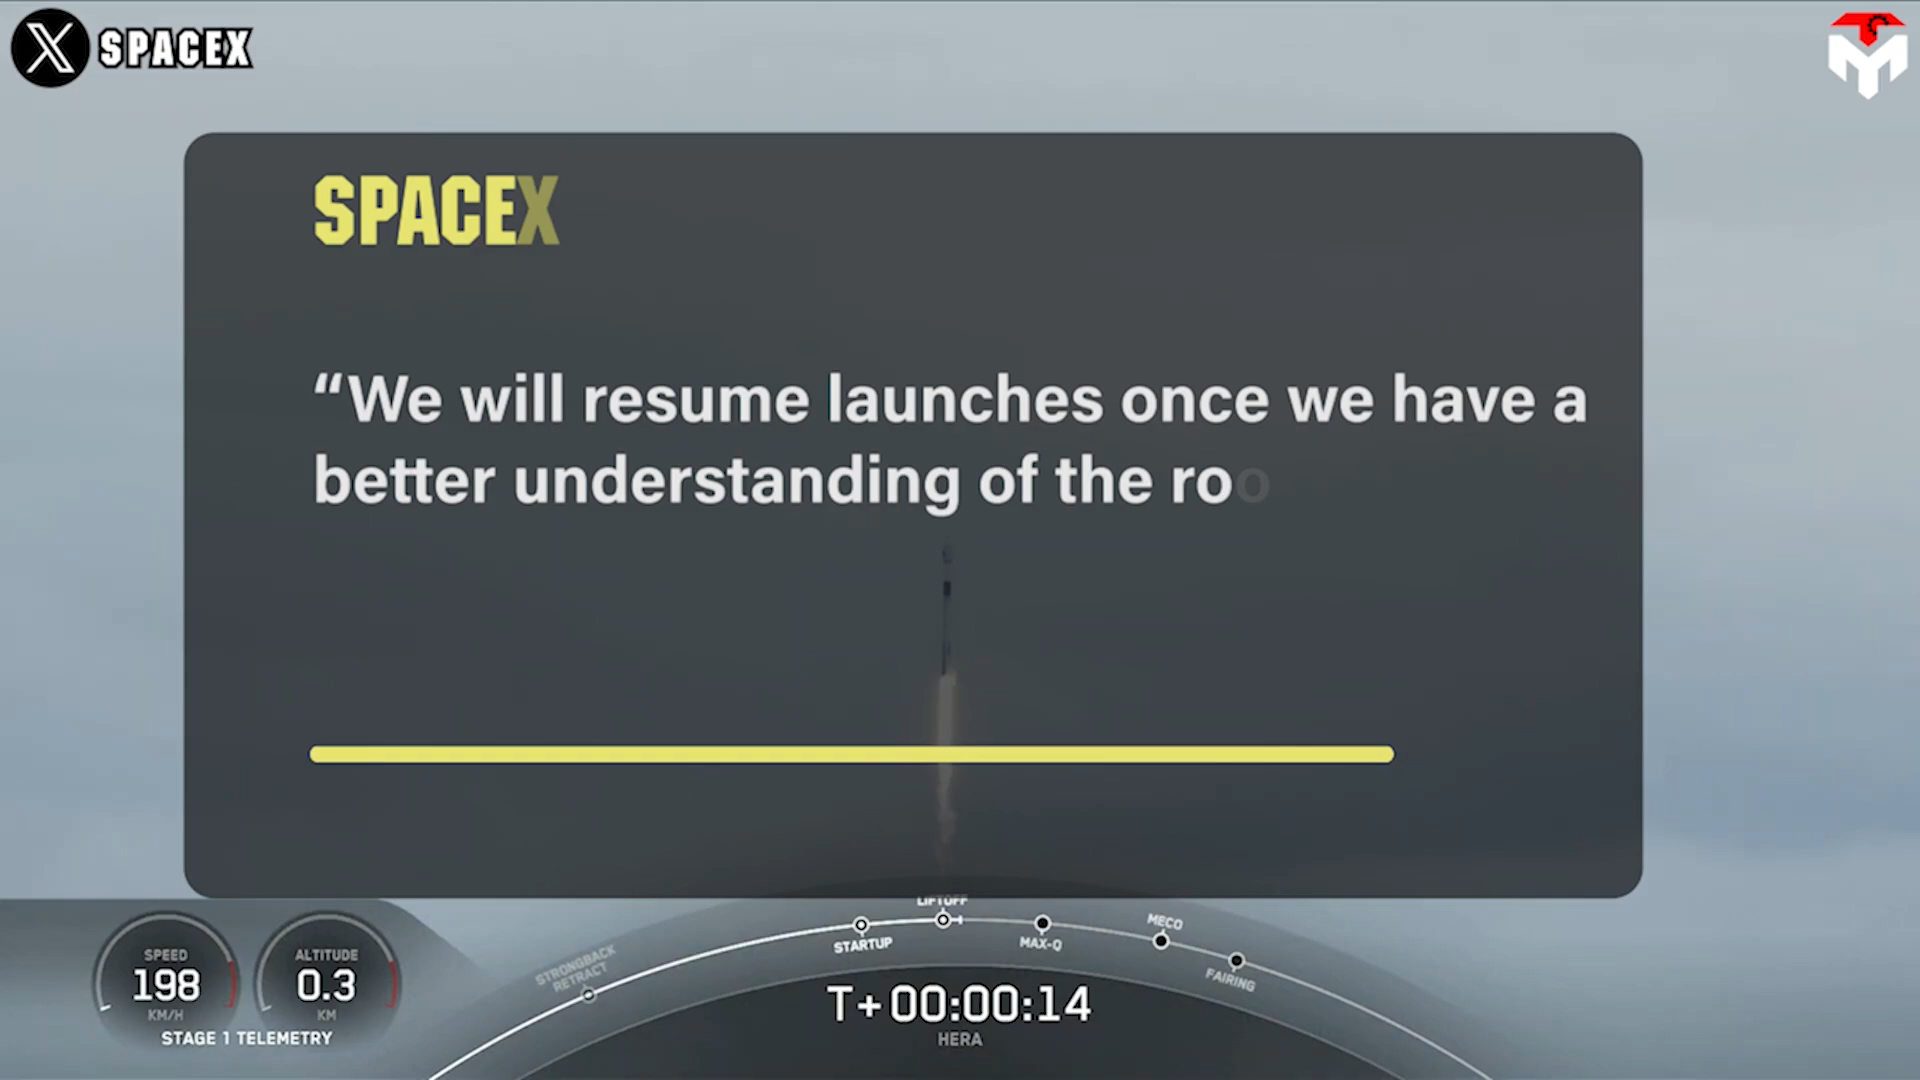 SPACEX
SPACEX
“We will resume launches once we have a
better understanding of the roo
LIFTOFF
STARTUP
MAX-Q
MECO
FAIRING
STRONGBACK
RETRACT
SPEED
198
KM/H
ALTITUDE
0.3
KM
STAGE 1 TELEMETRY
T+00:00:14
HERA